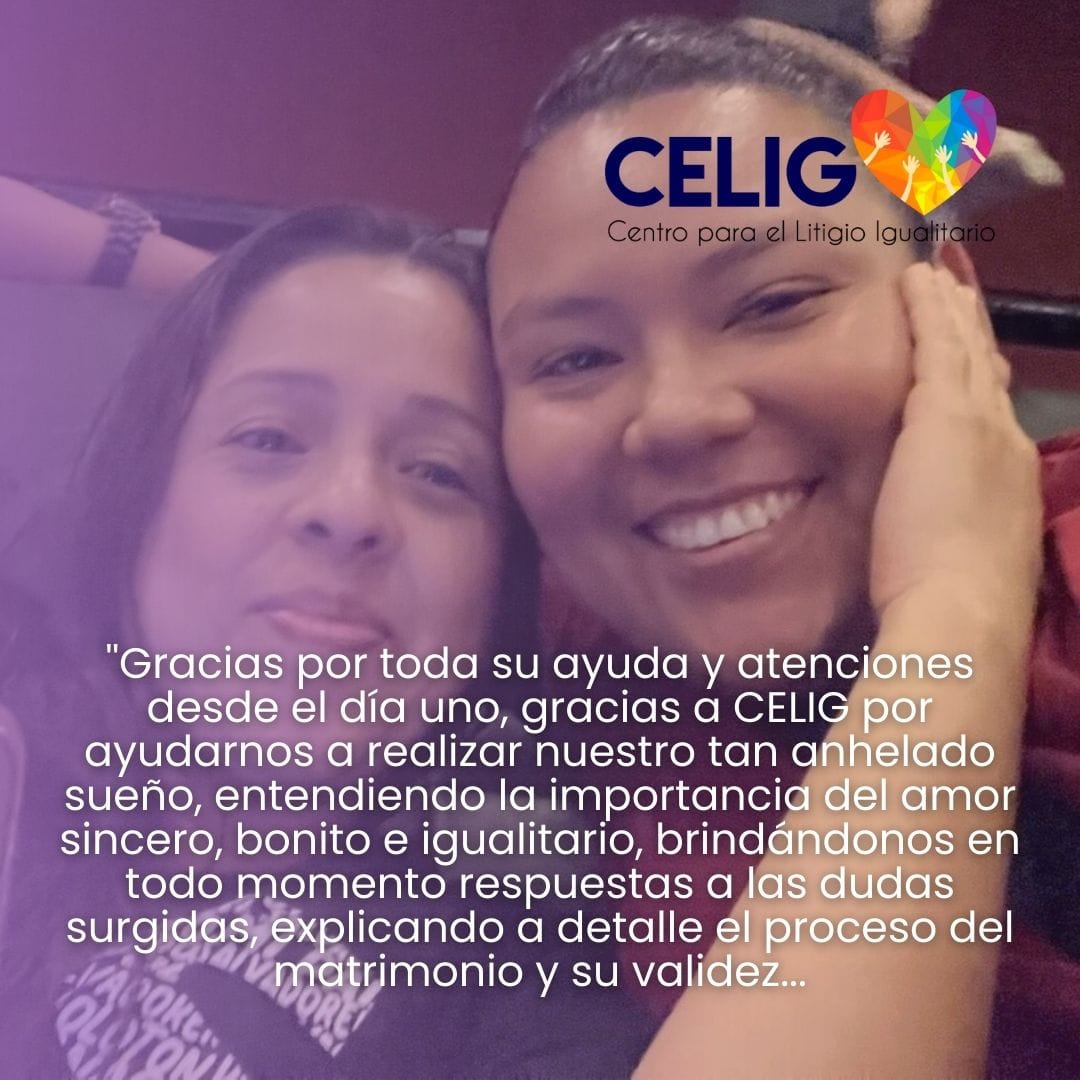 CELIG
Centro para el Litigio Igualitario
"Gracias por toda su ayuda y atenciones
desde el día uno, gracias a CELIG por
ayudarnos a realizar nuestro tan anhelado
sueño, entendiendo la importancia del amor
sincero, bonito e igualitario, brindándonos en
todo momento respuestas a las dudas
surgidas, explicando a detalle el proceso del
matrimonio y su validez...